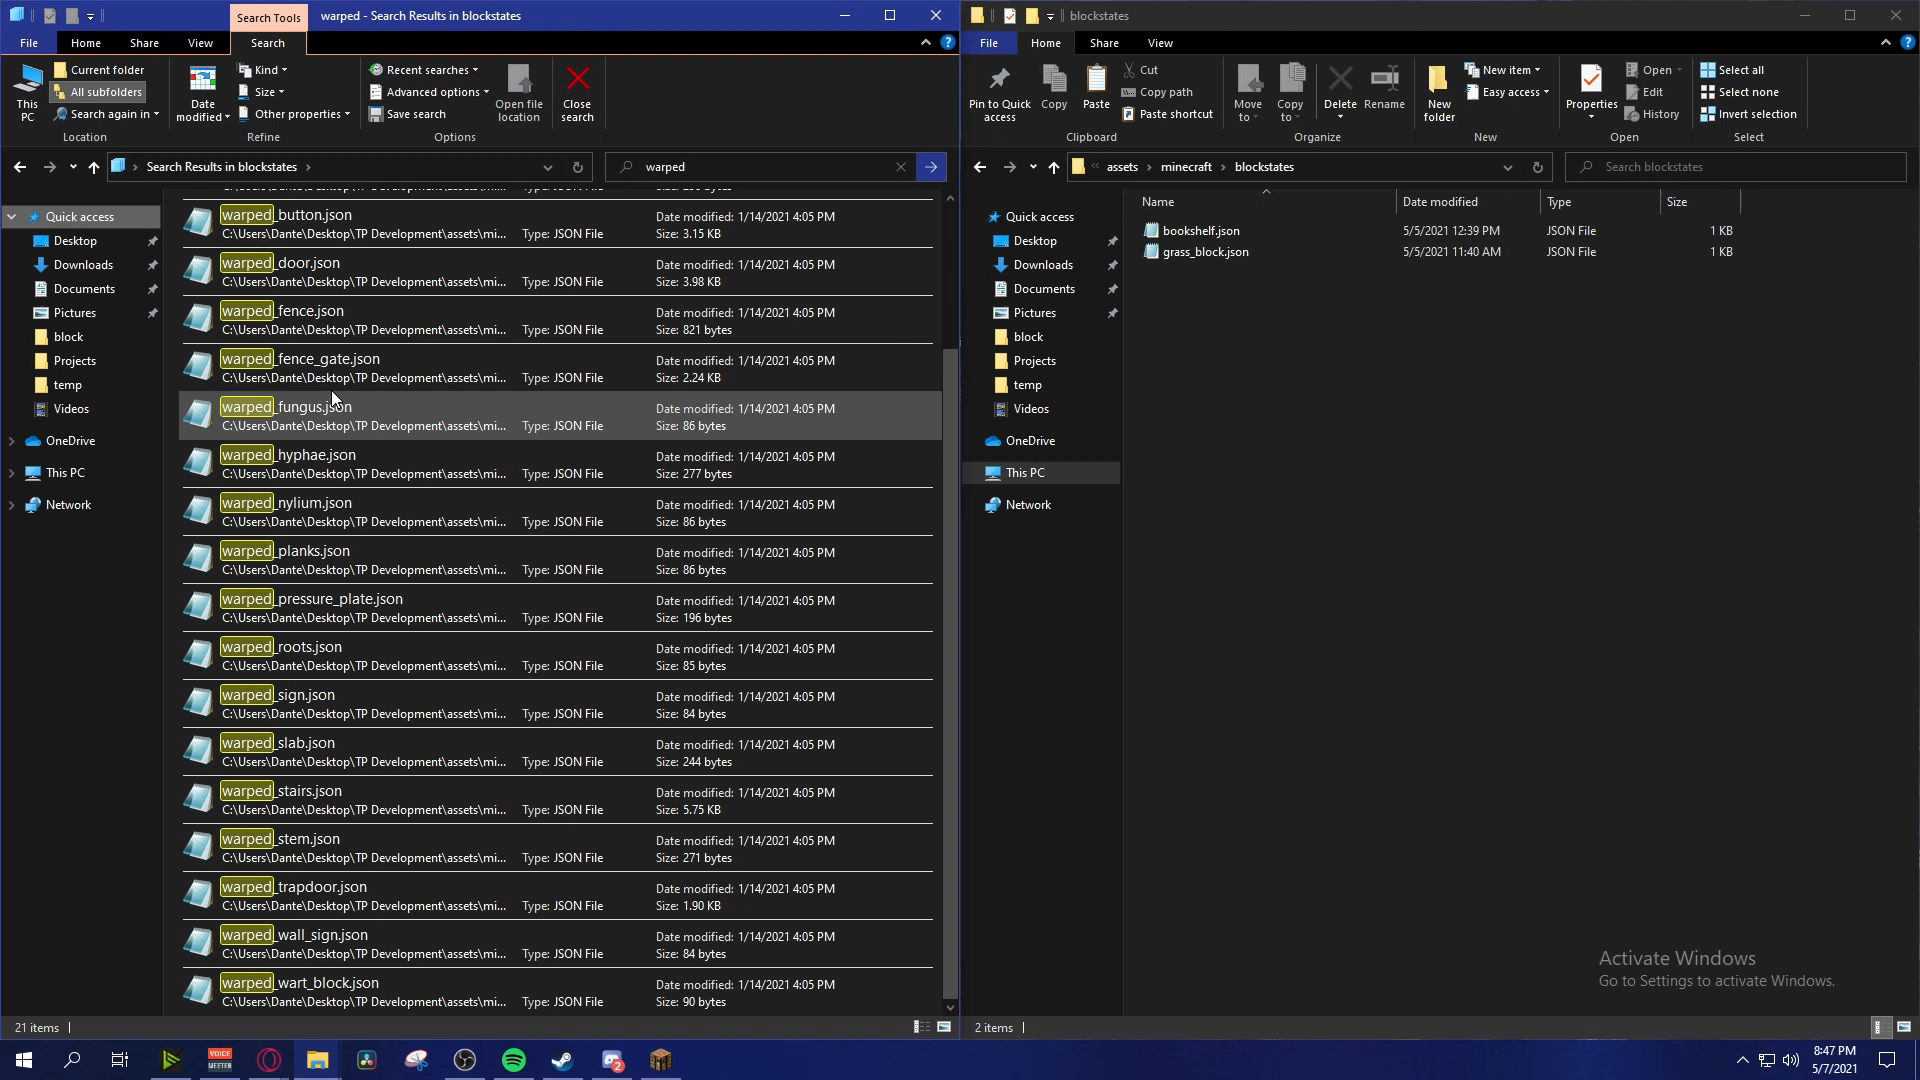 Search Tools
warped - Search Results in blockstates
File
Home
Share
View
Search
This PC
Current folder
All subfolders
Search again in
Location
Date modified
Kind
Size
Other properties
Refine
Recent searches
Advanced options
Save search
Options
Open file location
Close search
Search Results in blockstates
warped
Quick access
Desktop
Downloads
Documents
Pictures
block
Projects
temp
Videos
OneDrive
This PC
Network
warped_button.json
Date modified: 1/14/2021 4:05 PM
C:\Users\Dante\Desktop\TP Development\assets\mi...
Type: JSON File
Size: 3.15 KB
warped_door.json
Date modified: 1/14/2021 4:05 PM
C:\Users\Dante\Desktop\TP Development\assets\mi...
Type: JSON File
Size: 3.98 KB
warped_fence.json
Date modified: 1/14/2021 4:05 PM
C:\Users\Dante\Desktop\TP Development\assets\mi...
Type: JSON File
Size: 821 bytes
warped_fence_gate.json
Date modified: 1/14/2021 4:05 PM
C:\Users\Dante\Desktop\TP Development\assets\mi...
Type: JSON File
Size: 2.24 KB
warped_fungus.json
Date modified: 1/14/2021 4:05 PM
C:\Users\Dante\Desktop\TP Development\assets\mi...
Type: JSON File
Size: 86 bytes
warped_hyphae.json
Date modified: 1/14/2021 4:05 PM
C:\Users\Dante\Desktop\TP Development\assets\mi...
Type: JSON File
Size: 277 bytes
warped_nylium.json
Date modified: 1/14/2021 4:05 PM
C:\Users\Dante\Desktop\TP Development\assets\mi...
Type: JSON File
Size: 86 bytes
warped_planks.json
Date modified: 1/14/2021 4:05 PM
C:\Users\Dante\Desktop\TP Development\assets\mi...
Type: JSON File
Size: 86 bytes
warped_pressure_plate.json
Date modified: 1/14/2021 4:05 PM
C:\Users\Dante\Desktop\TP Development\assets\mi...
Type: JSON File
Size: 196 bytes
warped_roots.json
Date modified: 1/14/2021 4:05 PM
C:\Users\Dante\Desktop\TP Development\assets\mi...
Type: JSON File
Size: 85 bytes
warped_sign.json
Date modified: 1/14/2021 4:05 PM
C:\Users\Dante\Desktop\TP Development\assets\mi...
Type: JSON File
Size: 84 bytes
warped_slab.json
Date modified: 1/14/2021 4:05 PM
C:\Users\Dante\Desktop\TP Development\assets\mi...
Type: JSON File
Size: 244 bytes
warped_stairs.json
Date modified: 1/14/2021 4:05 PM
C:\Users\Dante\Desktop\TP Development\assets\mi...
Type: JSON File
Size: 5.75 KB
warped_stem.json
Date modified: 1/14/2021 4:05 PM
C:\Users\Dante\Desktop\TP Development\assets\mi...
Type: JSON File
Size: 271 bytes
warped_trapdoor.json
Date modified: 1/14/2021 4:05 PM
C:\Users\Dante\Desktop\TP Development\assets\mi...
Type: JSON File
Size: 1.90 KB
warped_wall_sign.json
Date modified: 1/14/2021 4:05 PM
C:\Users\Dante\Desktop\TP Development\assets\mi...
Type: JSON File
Size: 84 bytes
warped_wart_block.json
Date modified: 1/14/2021 4:05 PM
C:\Users\Dante\Desktop\TP Development\assets\mi...
Type: JSON File
Size: 90 bytes
21 items
blockstates
File
Home
Share
View
Pin to Quick access
Copy
Paste
Cut
Copy path
Paste shortcut
Clipboard
Move to
Copy to
Delete
Rename
Organize
New folder
New item
Easy access
New
Properties
Open
Edit
History
Open
Select all
Select none
Invert selection
Select
assets
minecraft
blockstates
Search blockstates
Name
Date modified
Type
Size
bookshelf.json
5/5/2021 12:39 PM
JSON File
1 KB
grass_block.json
5/5/2021 11:40 AM
JSON File
1 KB
Quick access
Desktop
Downloads
Documents
Pictures
block
Projects
temp
Videos
OneDrive
This PC
Network
Activate Windows
Go to Settings to activate Windows.
2 items
VOICE
MEETER
2
8:47 PM
5/7/2021